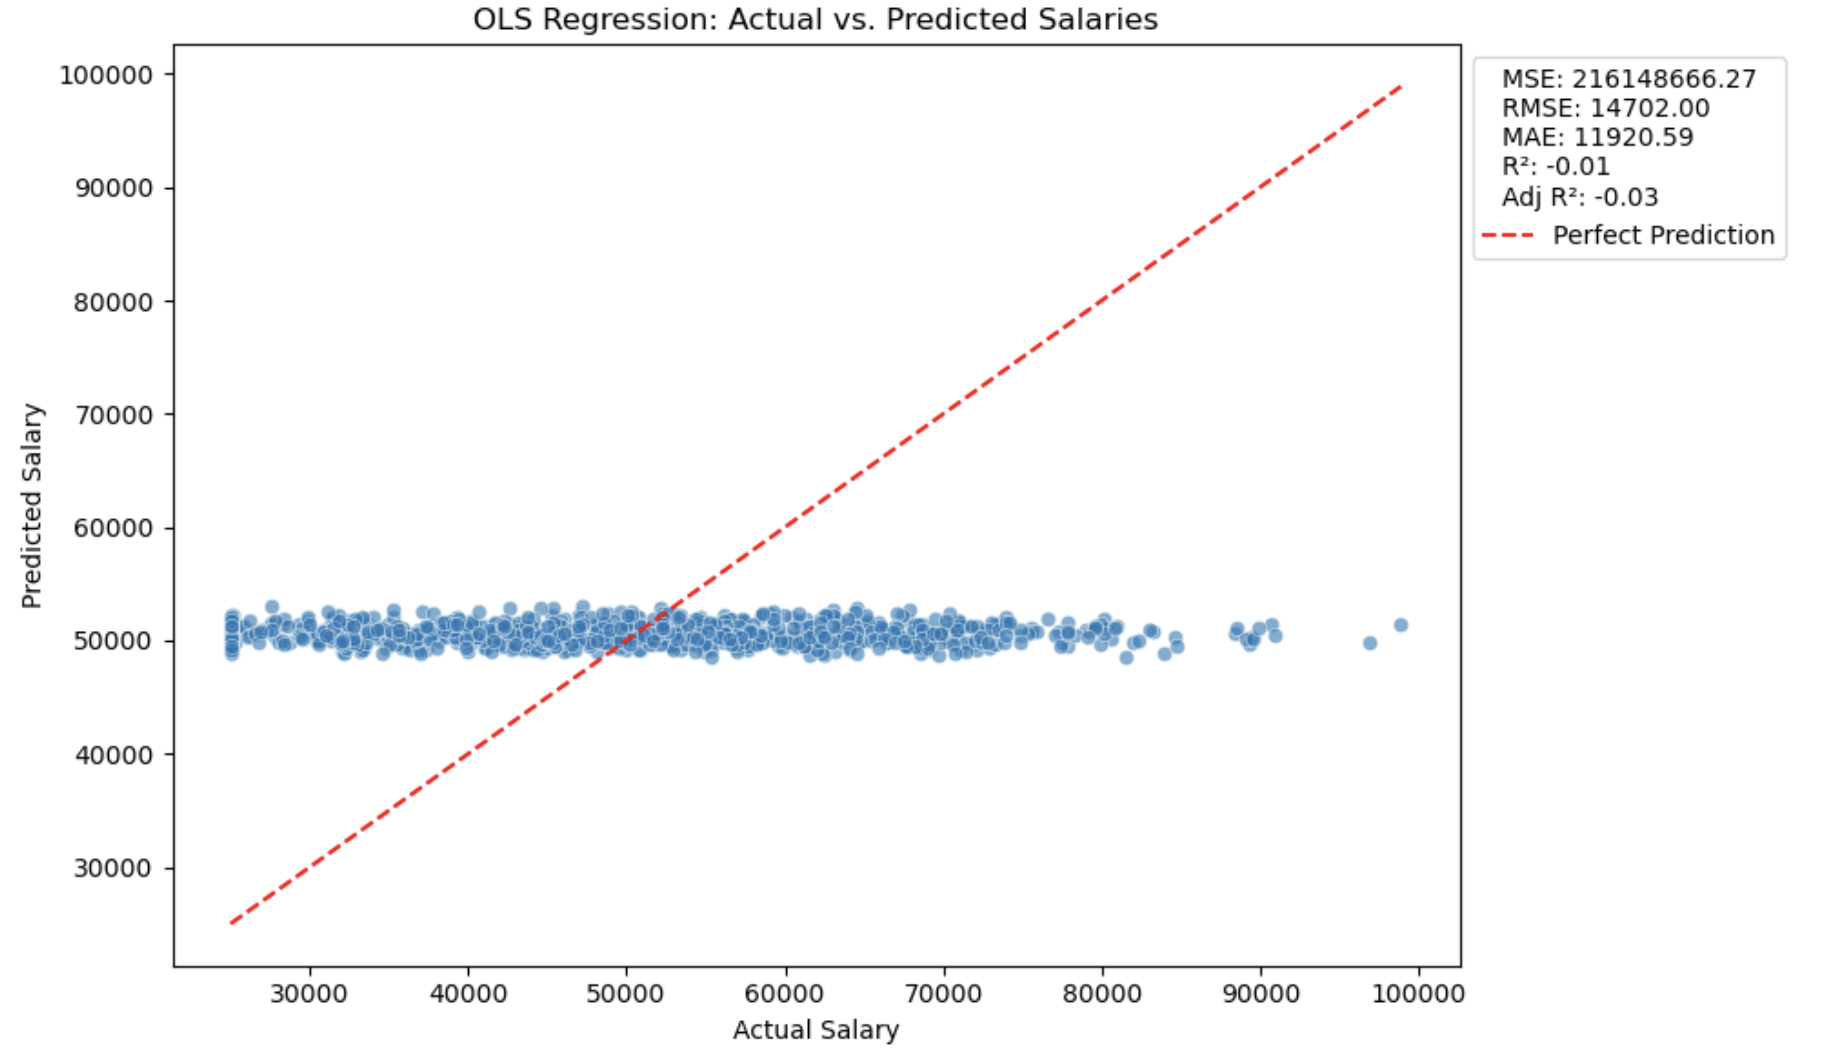 OLS Regression: Actual vs. Predicted Salaries
MSE: 216148666.27
RMSE: 14702.00
MAE: 11920.59
R²: -0.01
Adj R²: -0.03
Perfect Prediction
Predicted Salary
100000
90000
80000
70000
60000
50000
40000
30000
30000 40000 50000 60000 70000 80000 90000 100000
Actual Salary